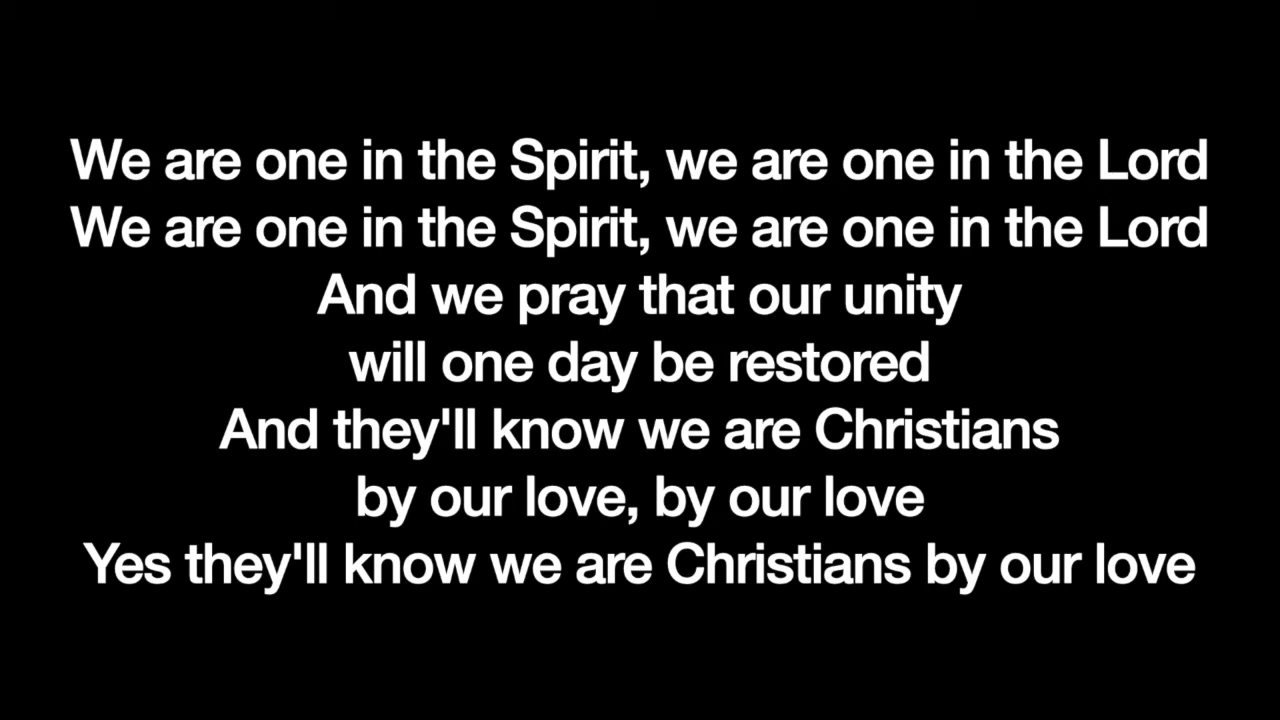 We are one in the Spirit, we are one in the Lord
We are one in the Spirit, we are one in the Lord
And we pray that our unity
will one day be restored
And they'll know we are Christians
by our love, by our love
Yes they'll know we are Christians by our love